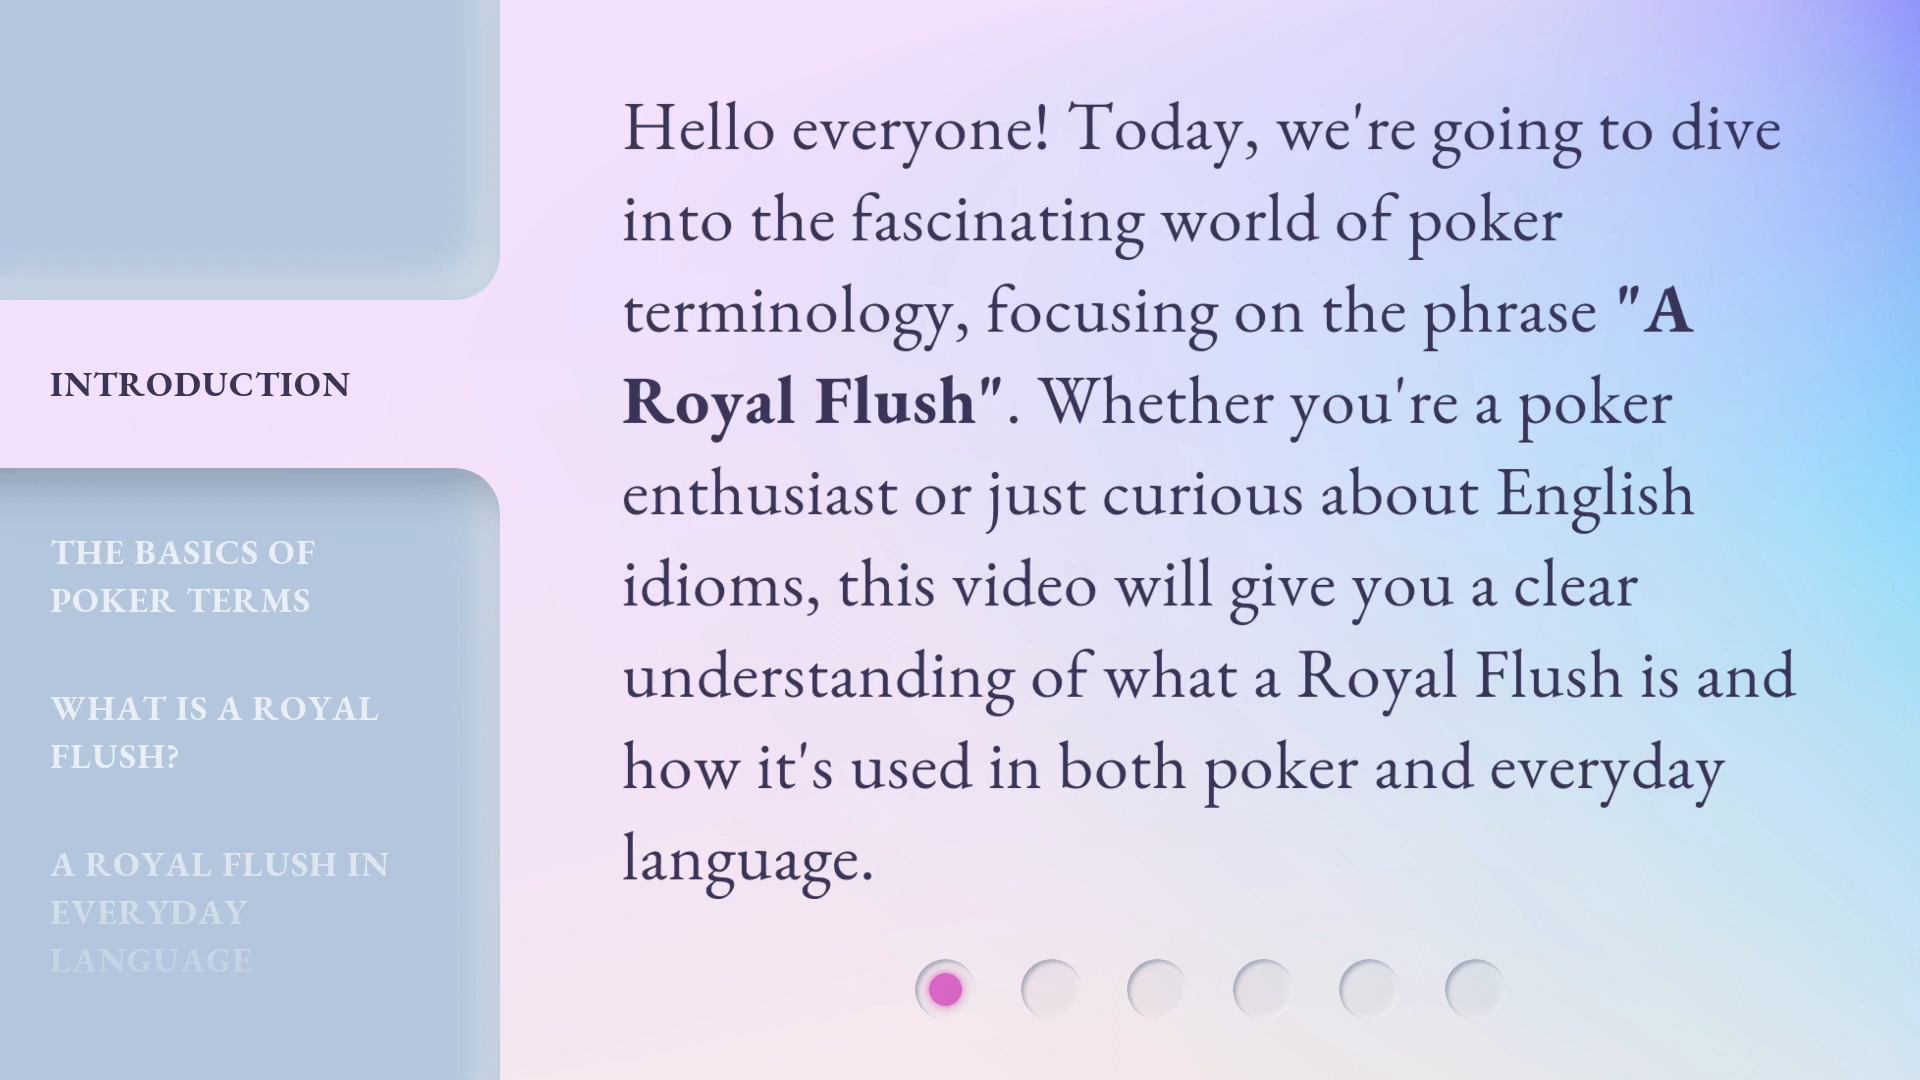 INTRODUCTION
THE BASICS OF
POKER TERMS
WHAT IS A ROYAL
FLUSH?
A ROYAL FLUSH IN
EVERYDAY
LANGUAGE
Hello everyone! Today, we're going to dive
into the fascinating world of poker
terminology, focusing on the phrase "A
Royal Flush". Whether you're a poker
enthusiast or just curious about English
idioms, this video will give you a clear
understanding of what a Royal Flush is and
how it's used in both poker and everyday
language.